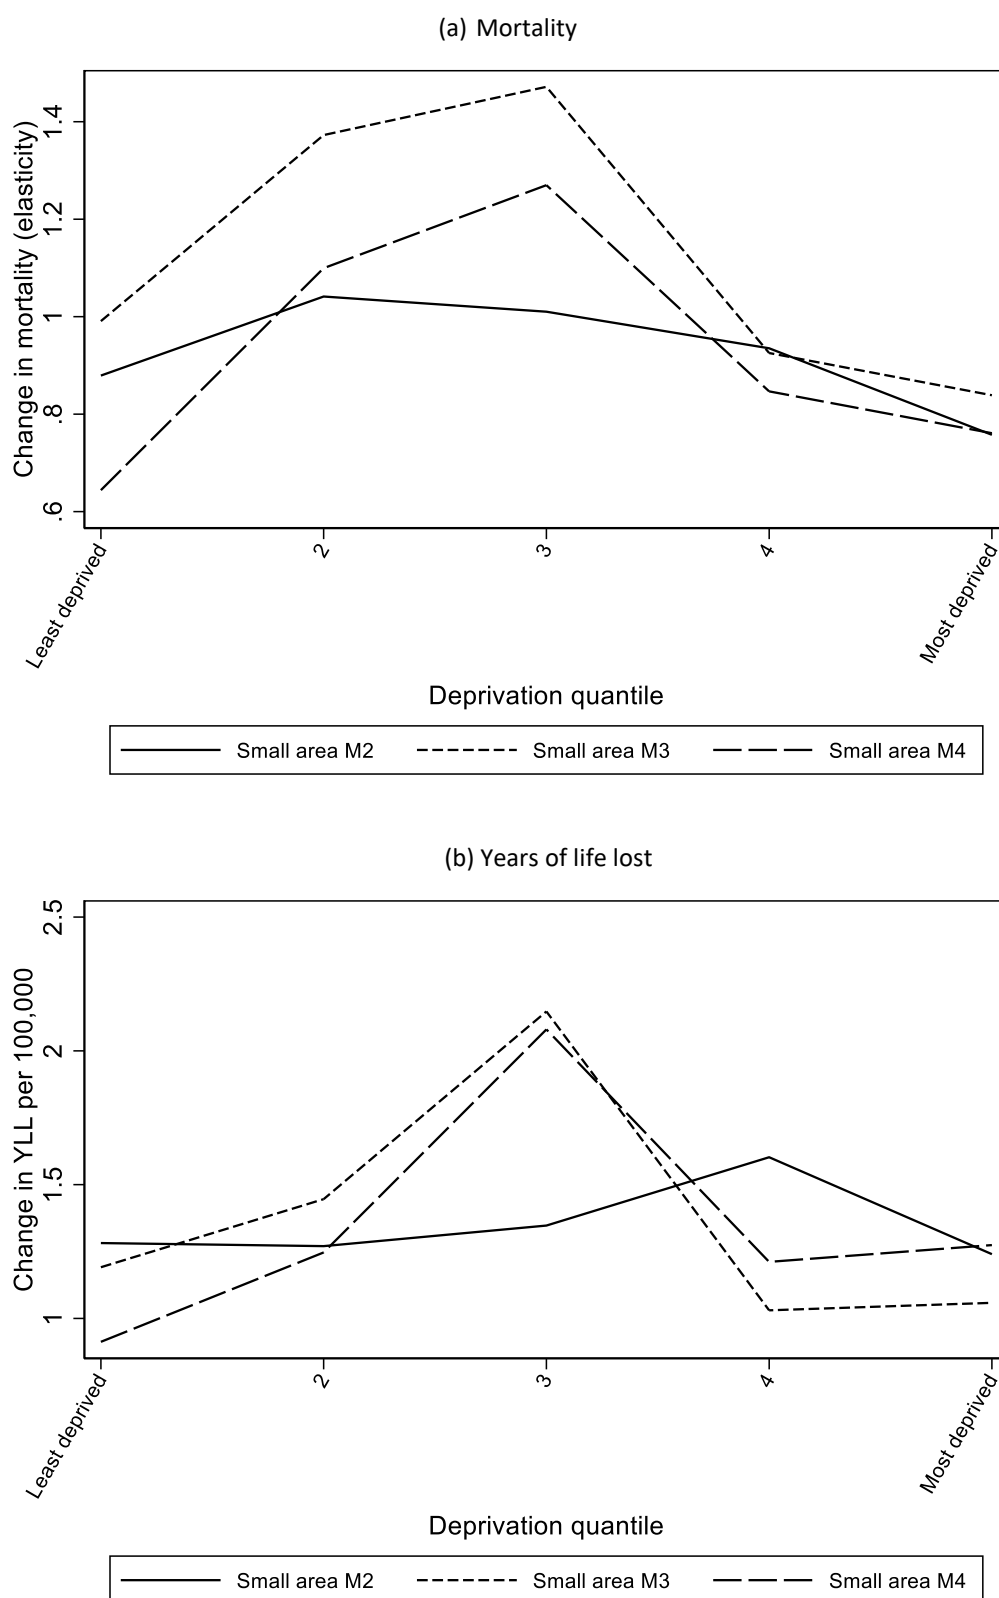 (a) Mortality
Change in mortality (elasticity)
1.4
1.2
1
.8
.6
Least deprived
2
3
4
Most deprived
Deprivation quantile
Small area M2
Small area M3
Small area M4
(b) Years of life lost
Change in YLL per 100,000
2.5
2
1.5
1
Least deprived
2
3
4
Most deprived
Deprivation quantile
Small area M2
Small area M3
Small area M4